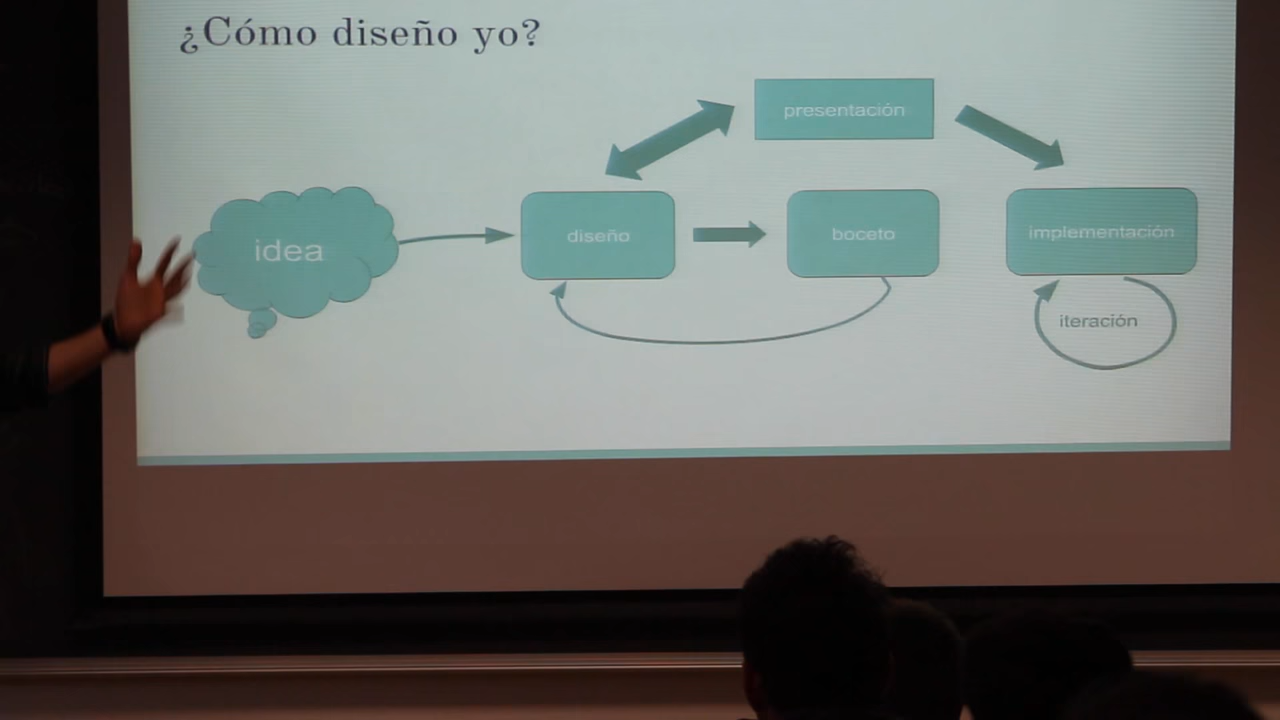 ¿Cómo diseño yo?
presentación
idea
diseño
boceto
implementación
iteración